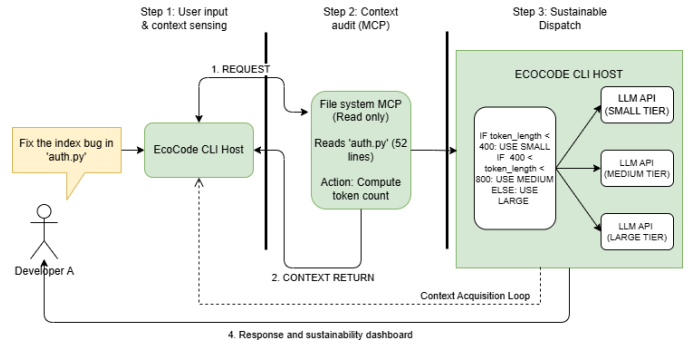 Step 1: User input
& context sensing
Step 2: Context
audit (MCP)
Step 3: Sustainable
Dispatch
1. REQUEST
Fix the index bug in
'auth.py'
EcoCode CLI Host
File system MCP
(Read only)
Reads 'auth.py' (52
lines)
Action: Compute
token count
ECOCODE CLI HOST
IF token_length <
400: USE SMALL
IF 400 <
token_length <
800: USE MEDIUM
ELSE: USE
LARGE
LLM API
(SMALL TIER)
LLM API
(MEDIUM TIER)
LLM API
(LARGE TIER)
Developer A
2. CONTEXT RETURN
Context Acquisition Loop
4. Response and sustainability dashboard